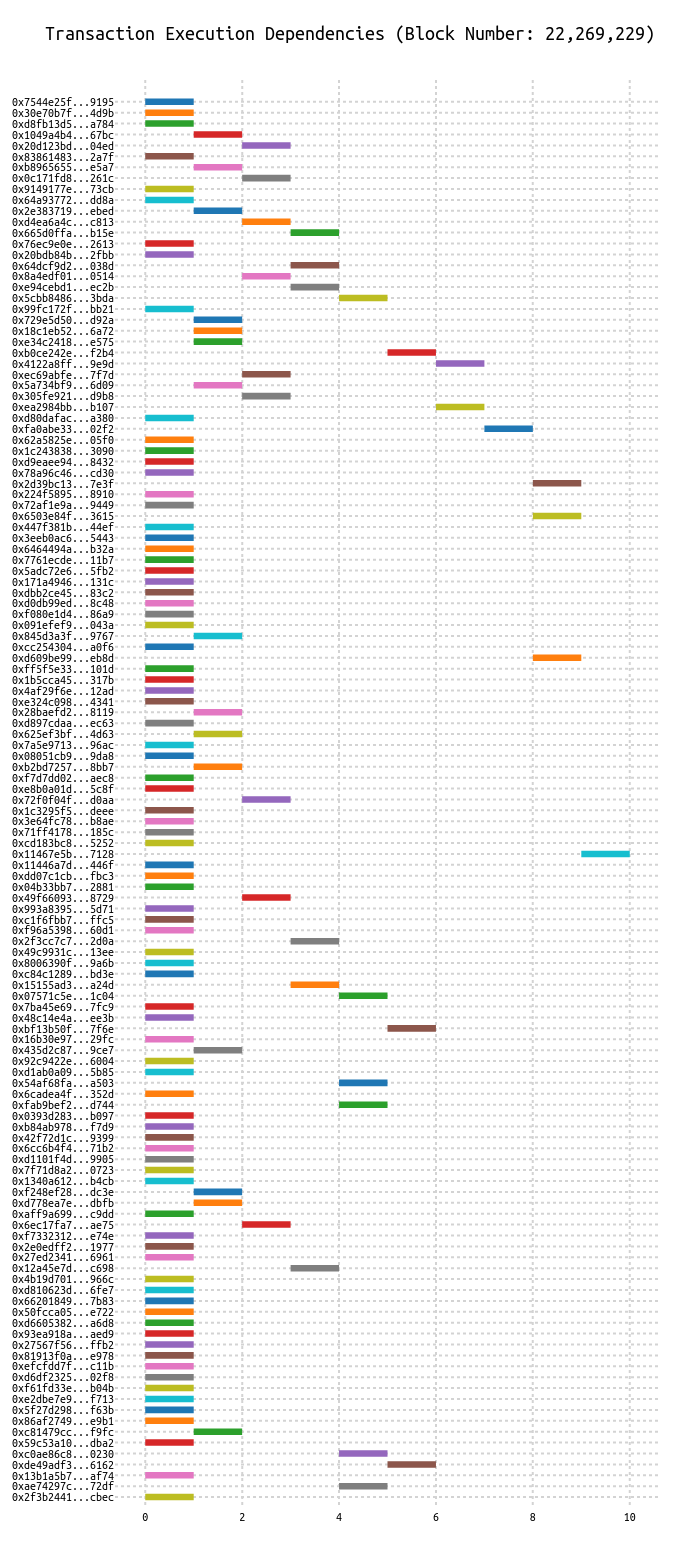 Transaction Execution Dependencies (Block Number: 22,269,229)
0x7544e25f...9195
0x30e70b7f...4d9b
0xd8fb13d5...a784
0x1049a4b4...67bc
0x20d123bd...04ed
0x83861483...2a7f
0xb8965655...e5a7
0x0c171fd8...261c
0x9149177e...73cb
0x64a93772...dd8a
0x2e383719...ebed
0xd4ea6a4c...c813
0x665d0ffa...b15e
0x76ec9e0e...2613
0x20bdb84b...2fbb
0x64dcf9d2...038d
0x8a4edf01...0514
0xe94cebd1...ec2b
0x5cbb8486...3bda
0x99fc172f...bb21
0x729e5d50...d92a
0x18c1eb52...6a72
0xe34c2418...e575
0xb0ce242e...f2b4
0x4122a8ff...9e9d
0xec69abfe...7f7d
0x5a734bf9...6d09
0x305fe921...d9b8
0xea2984bb...b107
0xd80dafac...a380
0xfa0abe33...02f2
0x62a5825e...05f0
0x1c243838...3090
0xd9eaee94...8432
0x78a96c46...cd30
0x2d39bc13...7e3f
0x224f5895...8910
0x72af1e9a...9449
0x6503e84f...3615
0x447f381b...44ef
0x3eeb0ac6...5443
0x6464494a...b32a
0x7761ecde...11b7
0x5adc72e6...5fb2
0x171a4946...131c
0xdbb2ce45...83c2
0xd0db99ed...8c48
0xf080e1d4...86a9
0x091efef9...043a
0x845d3a3f...9767
0xcc254304...a0f6
0xd609be99...eb8d
0xff5f5e33...101d
0x1b5cca45...317b
0x4af29f6e...12ad
0xe324c098...4341
0x28baefd2...8119
0xd897cdaa...ec63
0x625ef3bf...4d63
0x7a5e9713...96ac
0x08051cb9...9da8
0xb2bd7257...8bb7
0xf7d7dd02...aec8
0xe8b0a01d...5c8f
0x72f0f04f...d0aa
0x1c3295f5...deee
0x3e64fc78...b8ae
0x71ff4178...185c
0xcd183bc8...5252
0x11467e5b...7128
0x11446a7d...446f
0xdd07c1cb...fbc3
0x04b33bb7...2881
0x49f66093...8729
0x993a8395...5d71
0xc1f6fbb7...ffc5
0xf96a5398...60d1
0x2f3cc7c7...2d0a
0x49c9931c...13ee
0x8006390f...9a6b
0xc84c1289...bd3e
0x15155ad3...a24d
0x07571c5e...1c04
0x7ba45e69...7fc9
0x48c14e4a...ee3b
0xbf13b50f...7f6e
0x16b30e97...29fc
0x435d2c87...9ce7
0x92c9422e...6004
0xd1ab0a09...5b85
0x54af68fa...a503
0x6cadea4f...352d
0xfab9bef2...d744
0x0393d283...b097
0xb84ab978...f7d9
0x42f72d1c...9399
0x6cc6b4f4...71b2
0xd1101f4d...9905
0x7f71d8a2...0723
0x1340a612...b4cb
0xf248ef28...dc3e
0xd778ea7e...dbfb
0xaff9a699...c9dd
0x6ec17fa7...ae75
0xf7332312...e74e
0x2e0edff2...1977
0x27ed2341...6961
0x12a45e7d...c698
0x4b19d701...966c
0xd810623d...6fe7
0x66201849...7b83
0x50fcca05...e722
0xd6605382...a6d8
0x93ea918a...aed9
0x27567f56...ffb2
0x81913f0a...e978
0xefcfdd7f...c11b
0xd6df2325...02f8
0xf61fd33e...b04b
0xe2dbe7e9...f713
0x5f27d298...f63b
0x86af2749...e9b1
0xc81479cc...f9fc
0x59c53a10...dba2
0xc0ae86c8...0230
0xde49adf3...6162
0x13b1a5b7...af74
0xae74297c...72df
0x2f3b2441...cbec
0 2 4 6 8 10